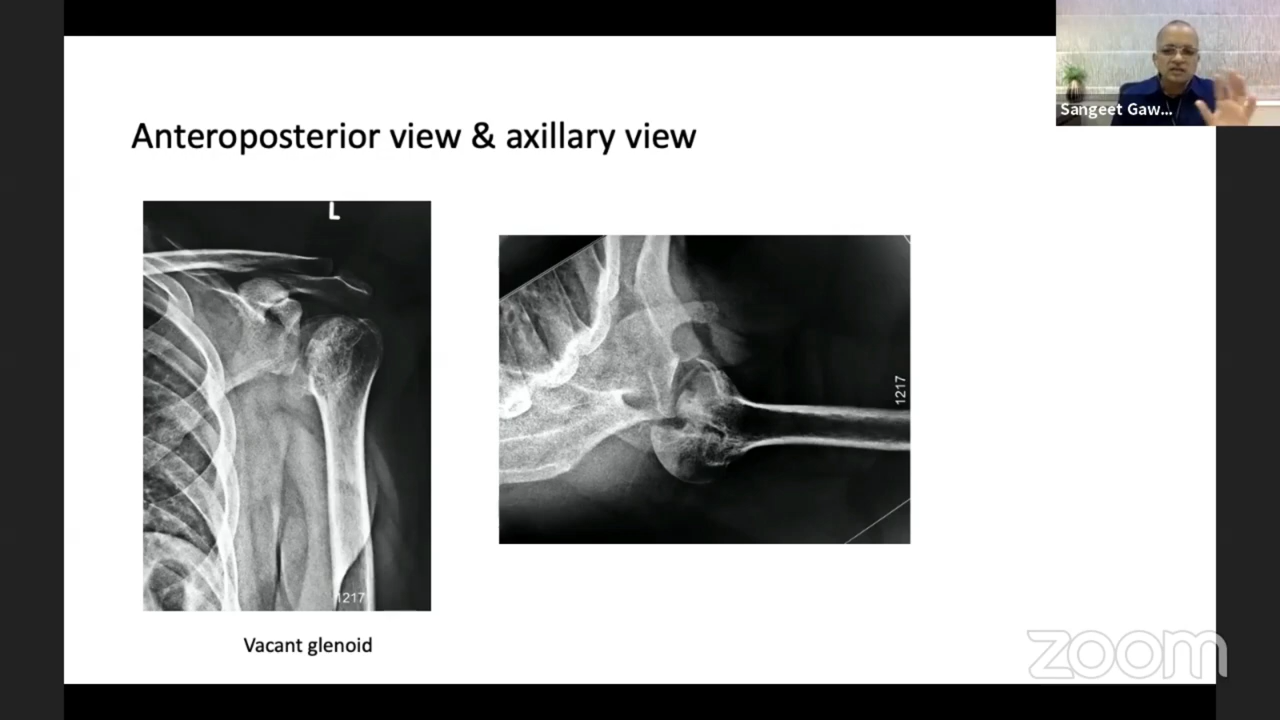 Sangeet Gaw...
Anteroposterior view & axillary view
L
1217
1217
Vacant glenoid
zoom